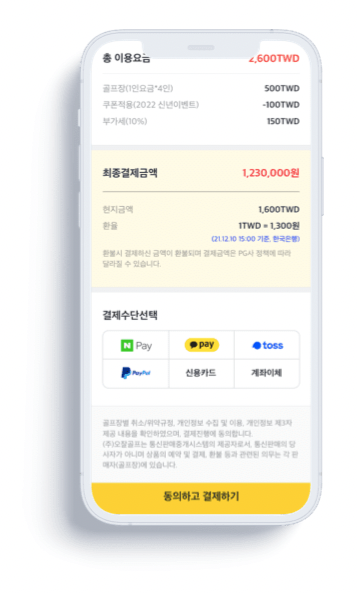 총 이용요금 2,600TWD
골프장(1인요금*4인) 500TWD
쿠폰적용(2022 신년이벤트) -100TWD
부가세(10%) 150TWD
최종결제금액 1,230,000원
현지금액 1,600TWD
환율 1TWD = 1,300원
(21.12.10 15:00 기준, 한국은행)
환불시 결제하신 금액이 환불되며 결제금액은 PG사 정책에 따라
달라질 수 있습니다.
결제수단선택
N Pay pay toss
PayPal 신용카드 계좌이체
골프장별 취소/위약규정, 개인정보 수집 및 이용, 개인정보 제3자
제공 내용을 확인하였으며, 결제진행에 동의합니다.
(주)오잘골프는 통신판매중개시스템의 제공자로서, 통신판매의 당
사자가 아니며 상품의 예약 및 결제, 환불 등과 관련된 의무는 각 판
매자(골프장)에 있습니다.
동의하고 결제하기